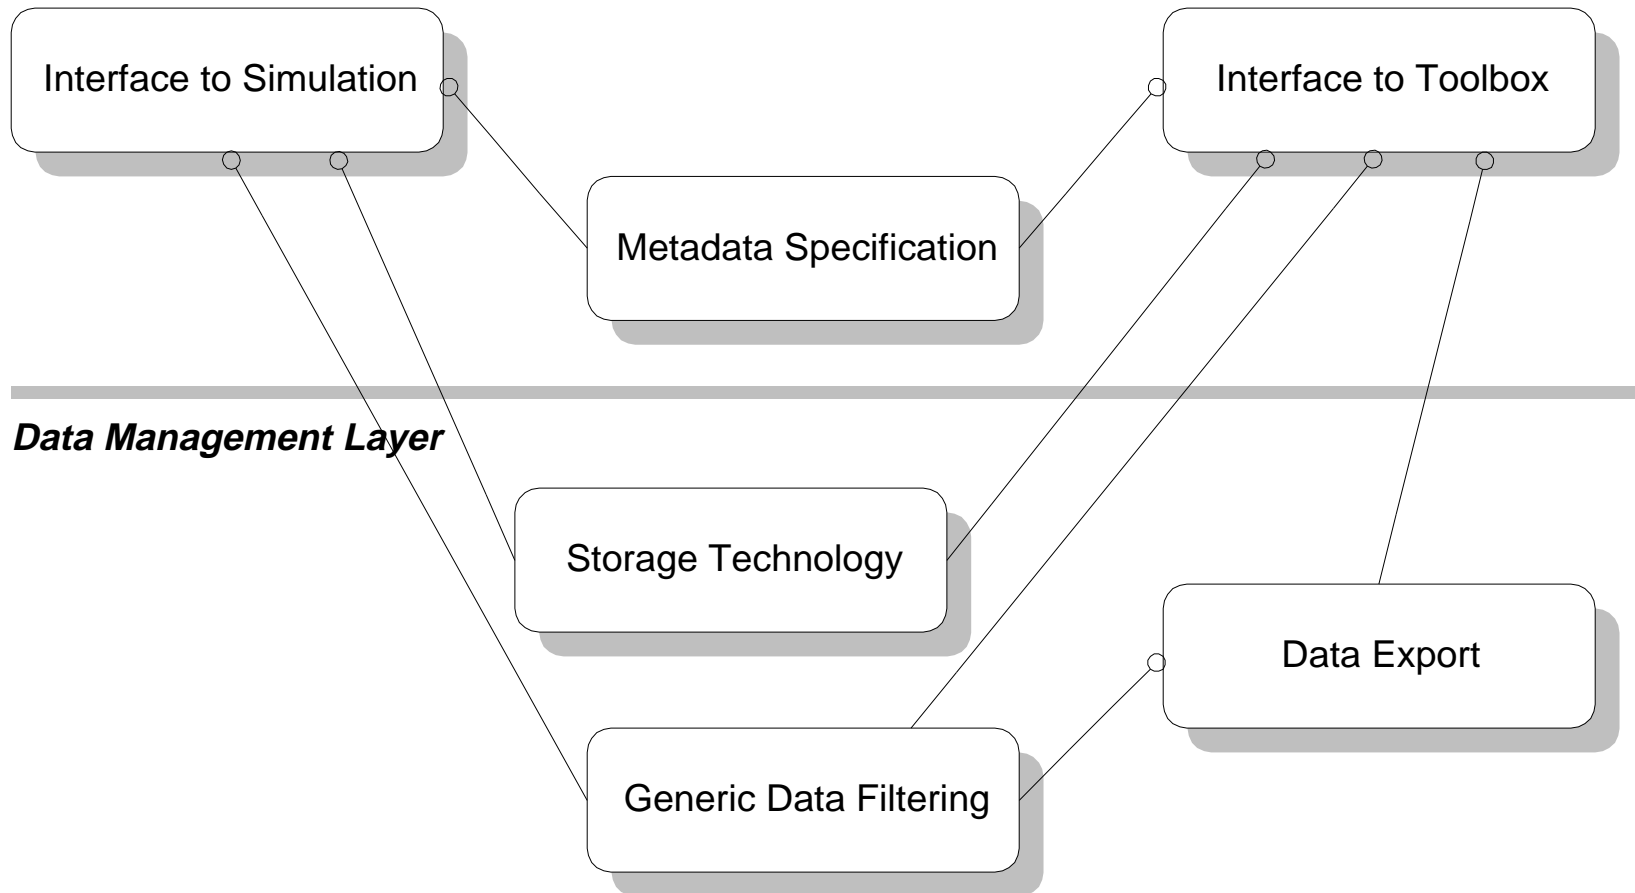 Interface to Simulation
Interface to Toolbox
Metadata Specification
Data Management Layer
Storage Technology
Data Export
Generic Data Filtering